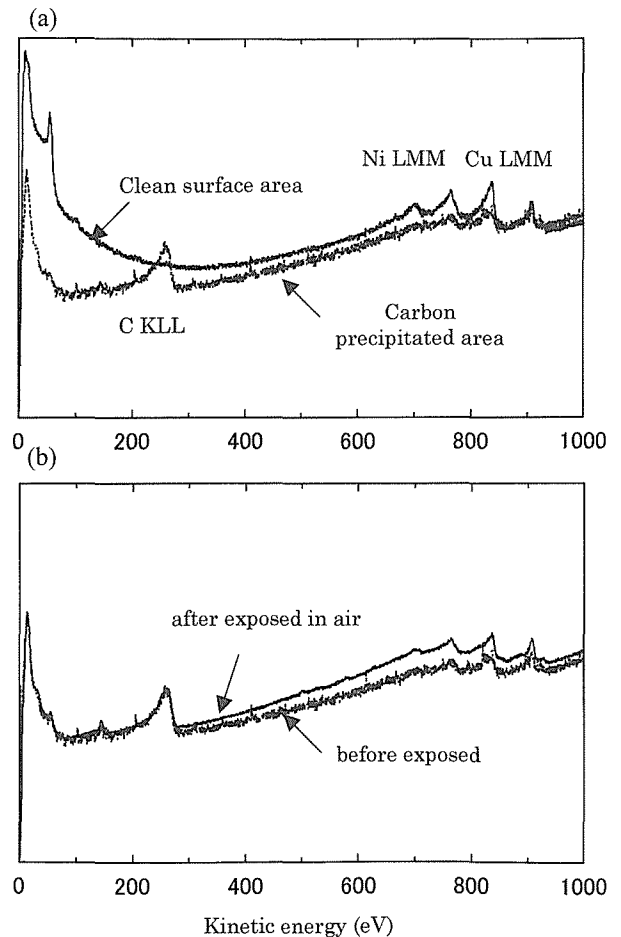 (a)
Ni LMM Cu LMM
Clean surface area
C KLL
Carbon
precipitated area
0 200 400 600 800 1000
(b)
after exposed in air
before exposed
0 200 400 600 800 1000
Kinetic energy (eV)